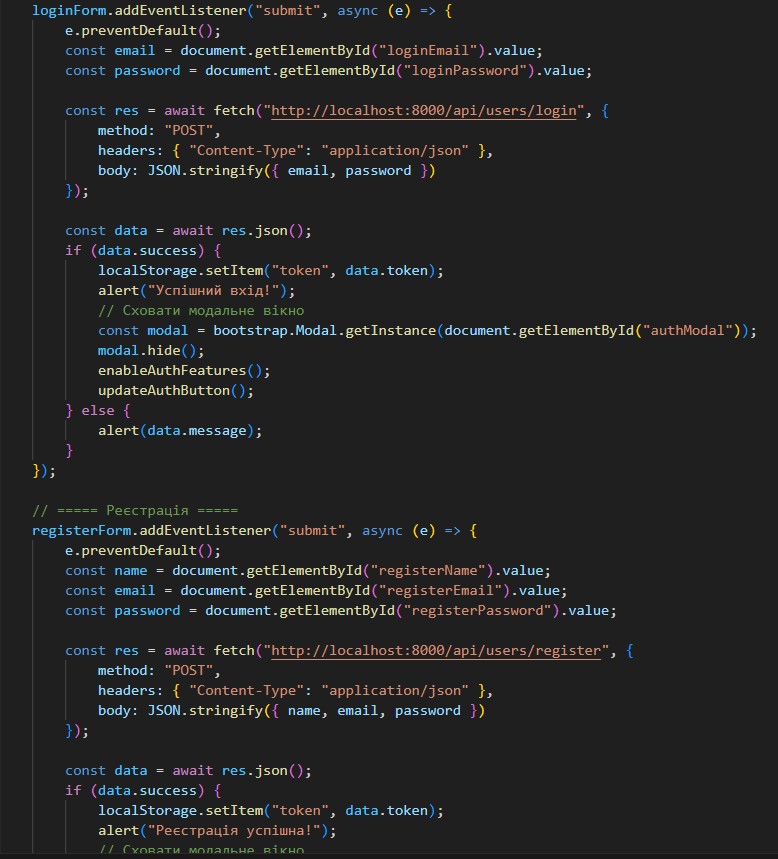 loginForm.addEventListener("submit", async (e) => {
e.preventDefault();
const email = document.getElementById("loginEmail").value;
const password = document.getElementById("loginPassword").value;
const res = await fetch("http://localhost:8000/api/users/login", {
method: "POST",
headers: { "Content-Type": "application/json" },
body: JSON.stringify({ email, password })
});
const data = await res.json();
if (data.success) {
localStorage.setItem("token", data.token);
alert("Успішний вхід!");
// Сховати модальне вікно
const modal = bootstrap.Modal.getInstance(document.getElementById("authModal"));
modal.hide();
enableAuthFeatures();
updateAuthButton();
} else {
alert(data.message);
}
});
// ===== Реєстрація =====
registerForm.addEventListener("submit", async (e) => {
e.preventDefault();
const name = document.getElementById("registerName").value;
const email = document.getElementById("registerEmail").value;
const password = document.getElementById("registerPassword").value;
const res = await fetch("http://localhost:8000/api/users/register", {
method: "POST",
headers: { "Content-Type": "application/json" },
body: JSON.stringify({ name, email, password })
});
const data = await res.json();
if (data.success) {
localStorage.setItem("token", data.token);
alert("Реєстрація успішна!");
// Сховати модальне вікно